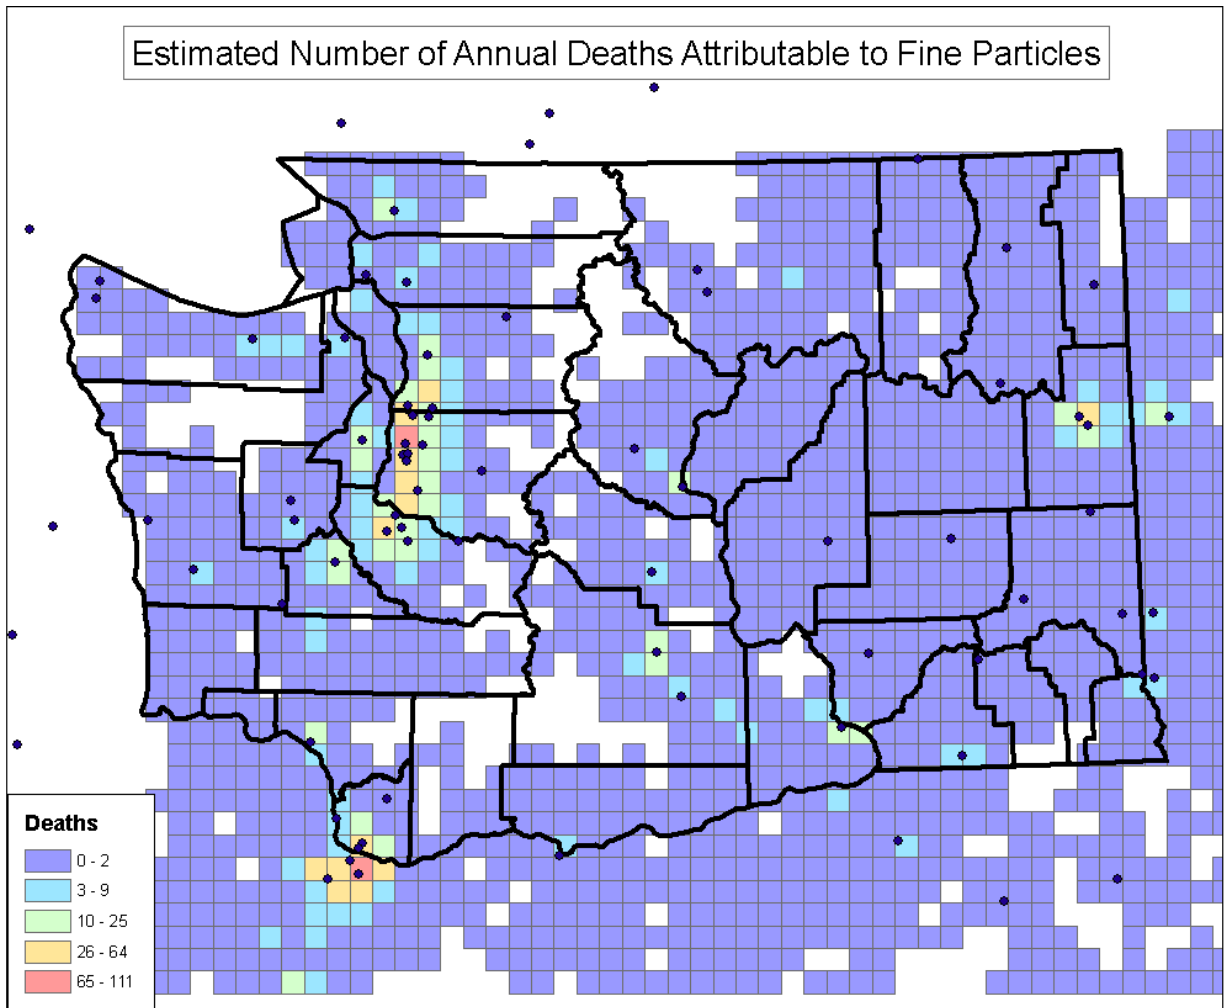 Estimated Number of Annual Deaths Attributable to Fine Particles
Deaths
0 - 2
3 - 9
10 - 25
26 - 64
65 - 111